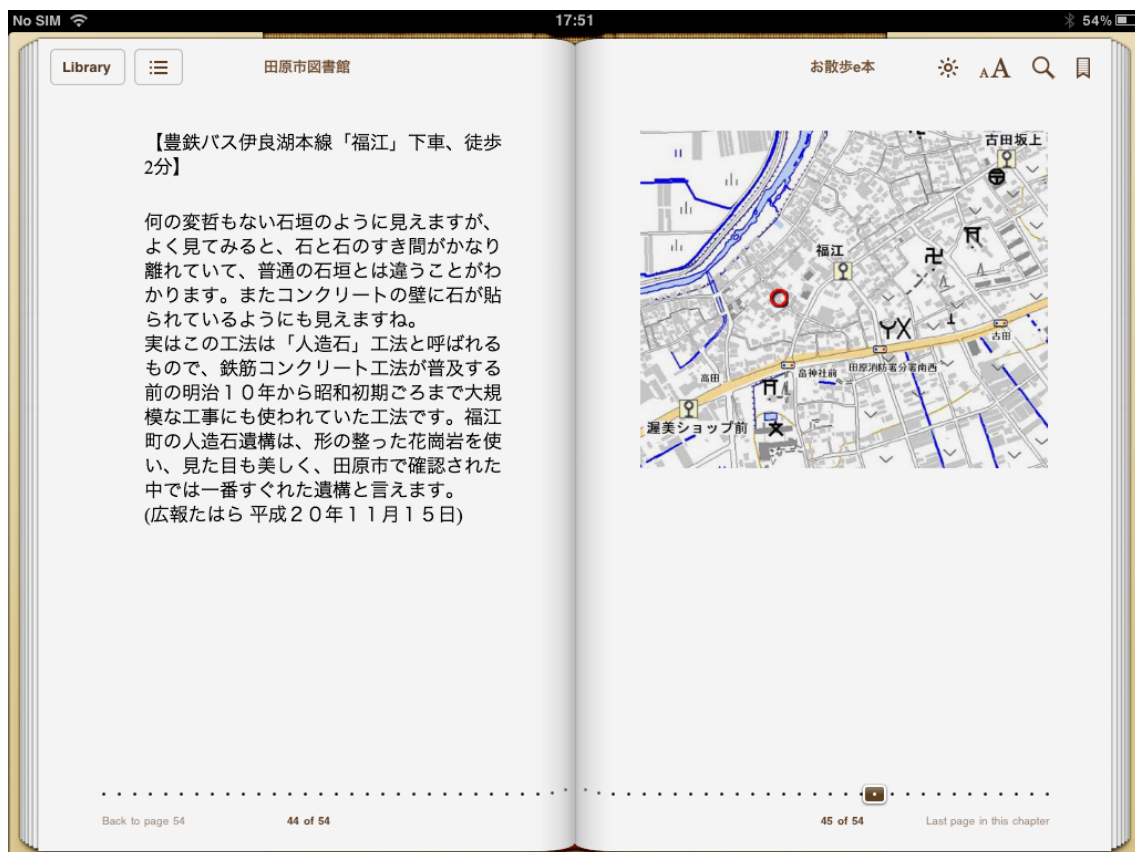 No SIM 17:51 54%
Library 田原市図書館 お散歩e本 AA
【豊鉄バス伊良湖本線「福江」下車、徒歩
2分】
何の変哲もない石垣のように見えますが、
よく見てみると、石と石のすき間がかなり
離れていて、普通の石垣とは違うことがわ
かります。またコンクリートの壁に石が貼
られているようにも見えますね。
実はこの工法は「人造石」工法と呼ばれる
もので、鉄筋コンクリート工法が普及する
前の明治１０年から昭和初期ごろまで大規
模な工事にも使われていた工法です。福江
町の人造石遺構は、形の整った花崗岩を使
い、見た目も美しく、田原市で確認された
中では一番すぐれた遺構と言えます。
(広報たはら 平成２０年１１月１５日)
古田坂上
福江
古田
田原消防署分署南西
畠神社前
高田
渥美ショップ前
Back to page 54 44 of 54 45 of 54 Last page in this chapter